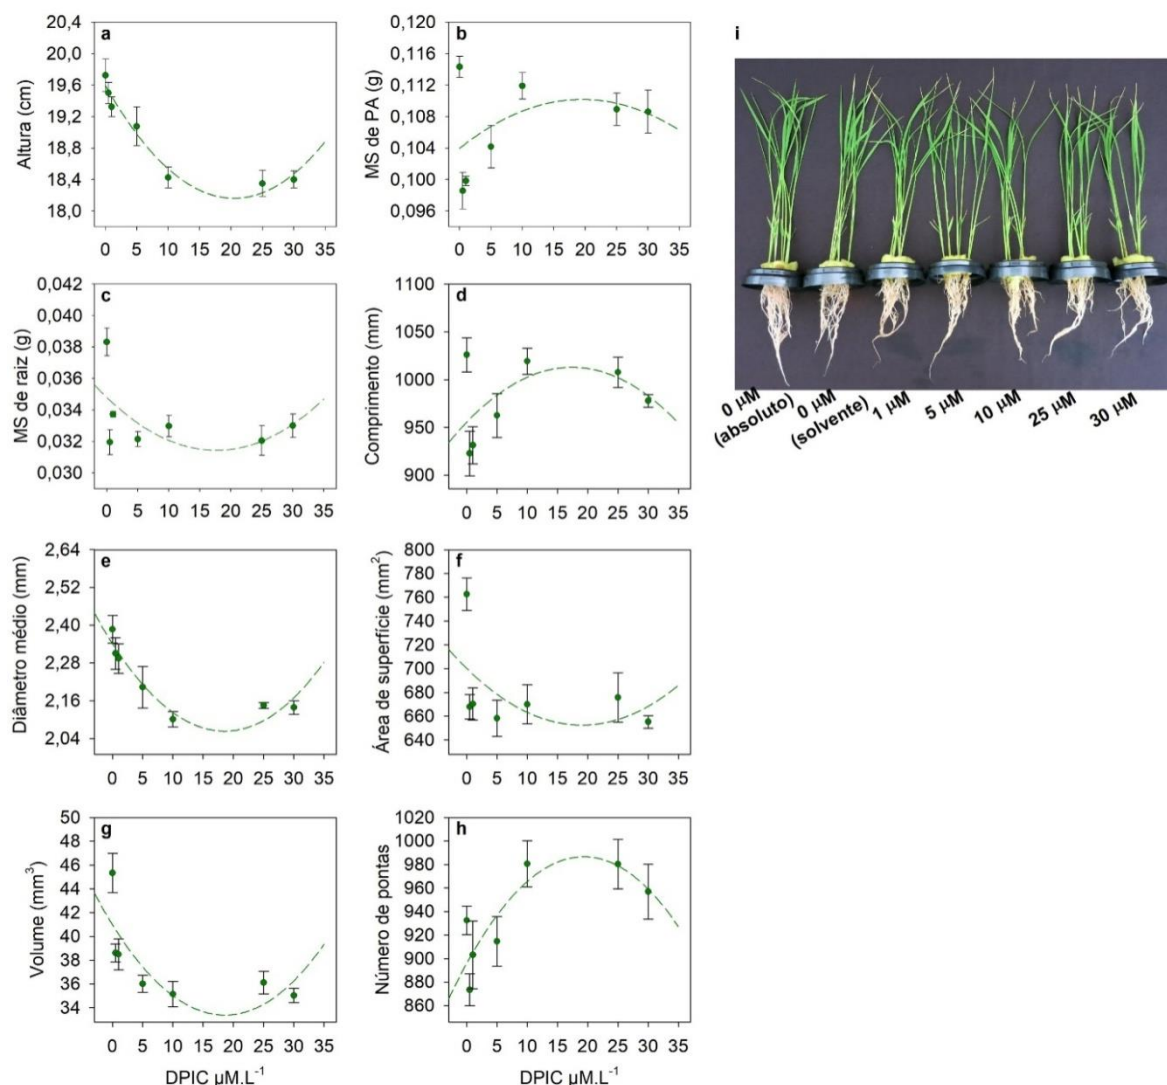 a
Altura (cm)
20,4
20,0
19,6
19,2
18,8
18,4
18,0
0 5 10 15 20 25 30 35
b
MS de PA (g)
0,120
0,116
0,112
0,108
0,104
0,100
0,096
0 5 10 15 20 25 30 35
c
MS de raiz (g)
0,042
0,040
0,038
0,036
0,034
0,032
0,030
0 5 10 15 20 25 30 35
d
Comprimento (mm)
1100
1050
1000
950
900
0 5 10 15 20 25 30 35
e
Diâmetro médio (mm)
2,64
2,52
2,40
2,28
2,16
2,04
0 5 10 15 20 25 30 35
f
Área de superfície (mm²)
800
780
760
740
700
680
660
640
0 5 10 15 20 25 30 35
g
Volume (mm³)
50
48
46
44
42
40
38
36
34
0 5 10 15 20 25 30 35
DPIC µM.L⁻¹
h
Número de pontas
1020
1000
980
960
940
920
900
880
860
0 5 10 15 20 25 30 35
DPIC µM.L⁻¹
i
0 µM
(absoluto)
0 µM
(solvente)
1 µM
5 µM
10 µM
25 µM
30 µM